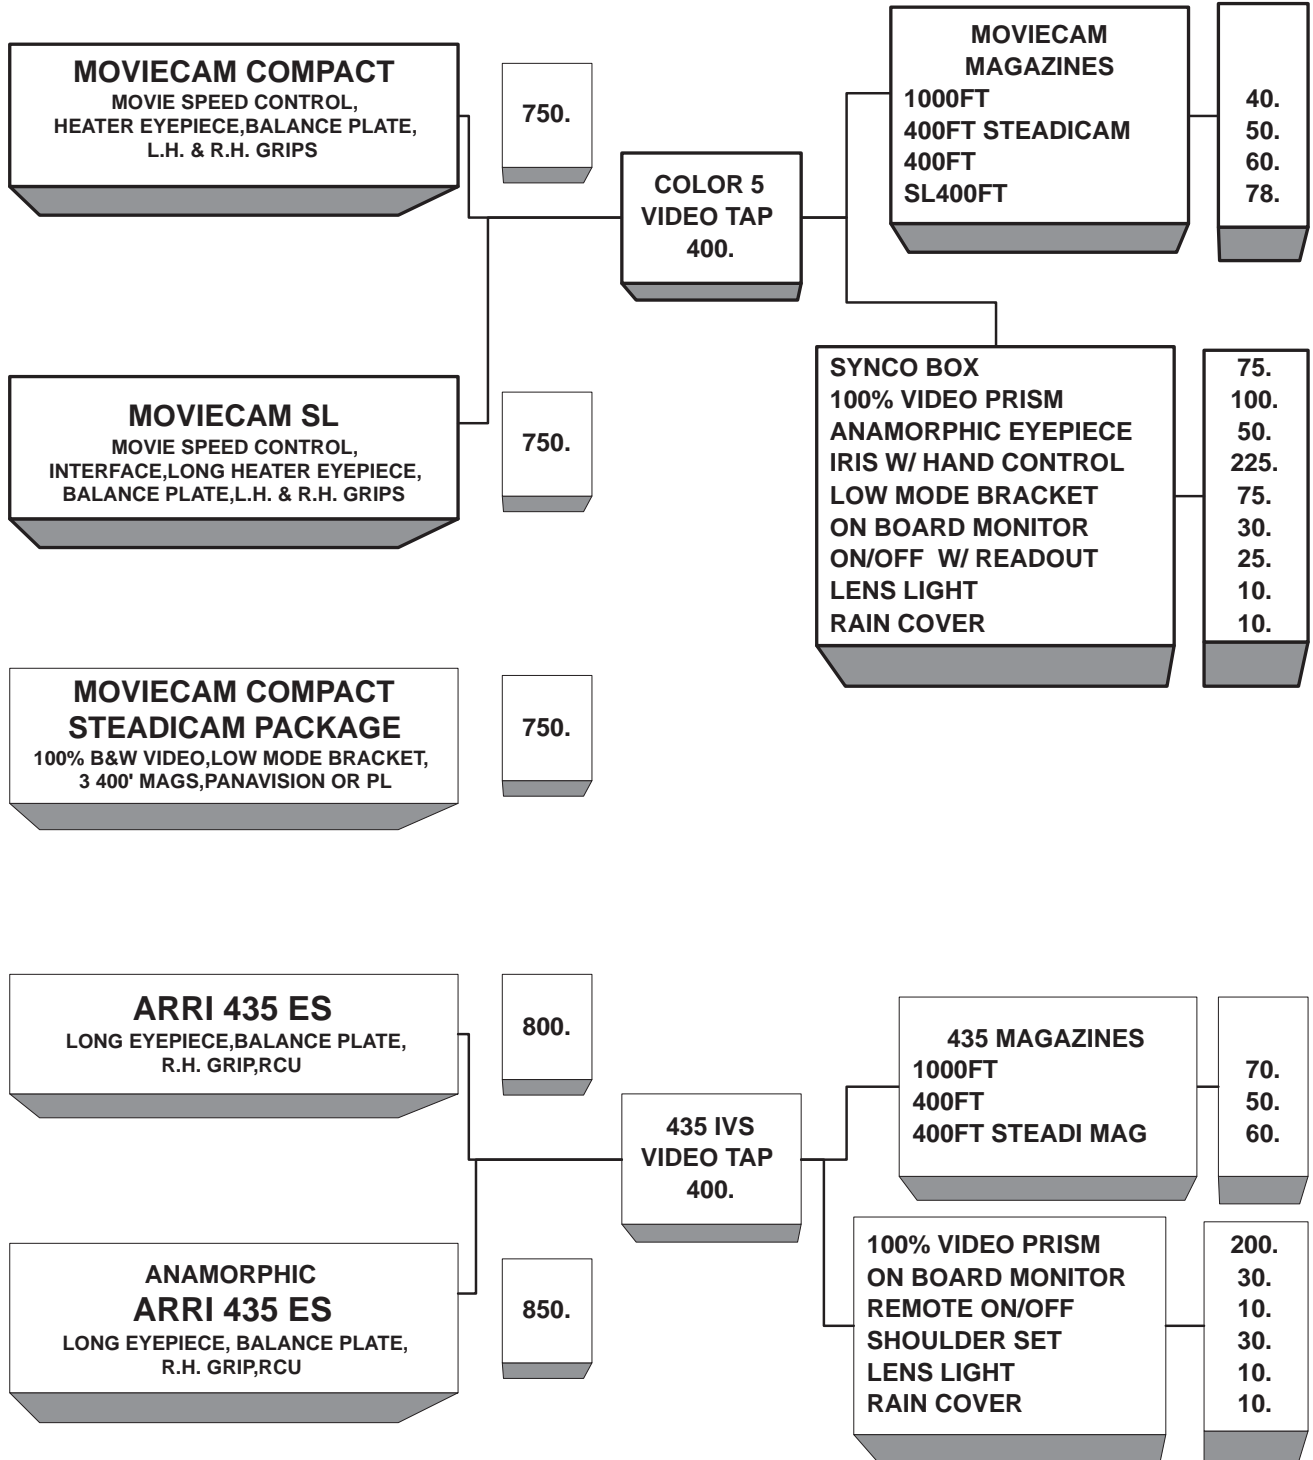 MOVIECAM COMPACT
MOVIE SPEED CONTROL,
HEATER EYEPIECE,BALANCE PLATE,
L.H. & R.H. GRIPS
750.
COLOR 5
VIDEO TAP
400.
MOVIECAM
MAGAZINES
1000FT 40.
400FT STEADICAM 50.
400FT 60.
SL400FT 78.
MOVIECAM SL
MOVIE SPEED CONTROL,
INTERFACE,LONG HEATER EYEPIECE,
BALANCE PLATE,L.H. & R.H. GRIPS
750.
SYNCO BOX 75.
100% VIDEO PRISM 100.
ANAMORPHIC EYEPIECE 50.
IRIS W/ HAND CONTROL 225.
LOW MODE BRACKET 75.
ON BOARD MONITOR 30.
ON/OFF W/ READOUT 25.
LENS LIGHT 10.
RAIN COVER 10.
MOVIECAM COMPACT
STEADICAM PACKAGE
100% B&W VIDEO,LOW MODE BRACKET,
3 400' MAGS,PANAVISION OR PL
750.
ARRI 435 ES
LONG EYEPIECE,BALANCE PLATE,
R.H. GRIP,RCU
800.
435 IVS
VIDEO TAP
400.
435 MAGAZINES
1000FT 70.
400FT 50.
400FT STEADI MAG 60.
ANAMORPHIC
ARRI 435 ES
LONG EYEPIECE, BALANCE PLATE,
R.H. GRIP,RCU
850.
100% VIDEO PRISM 200.
ON BOARD MONITOR 30.
REMOTE ON/OFF 10.
SHOULDER SET 30.
LENS LIGHT 10.
RAIN COVER 10.